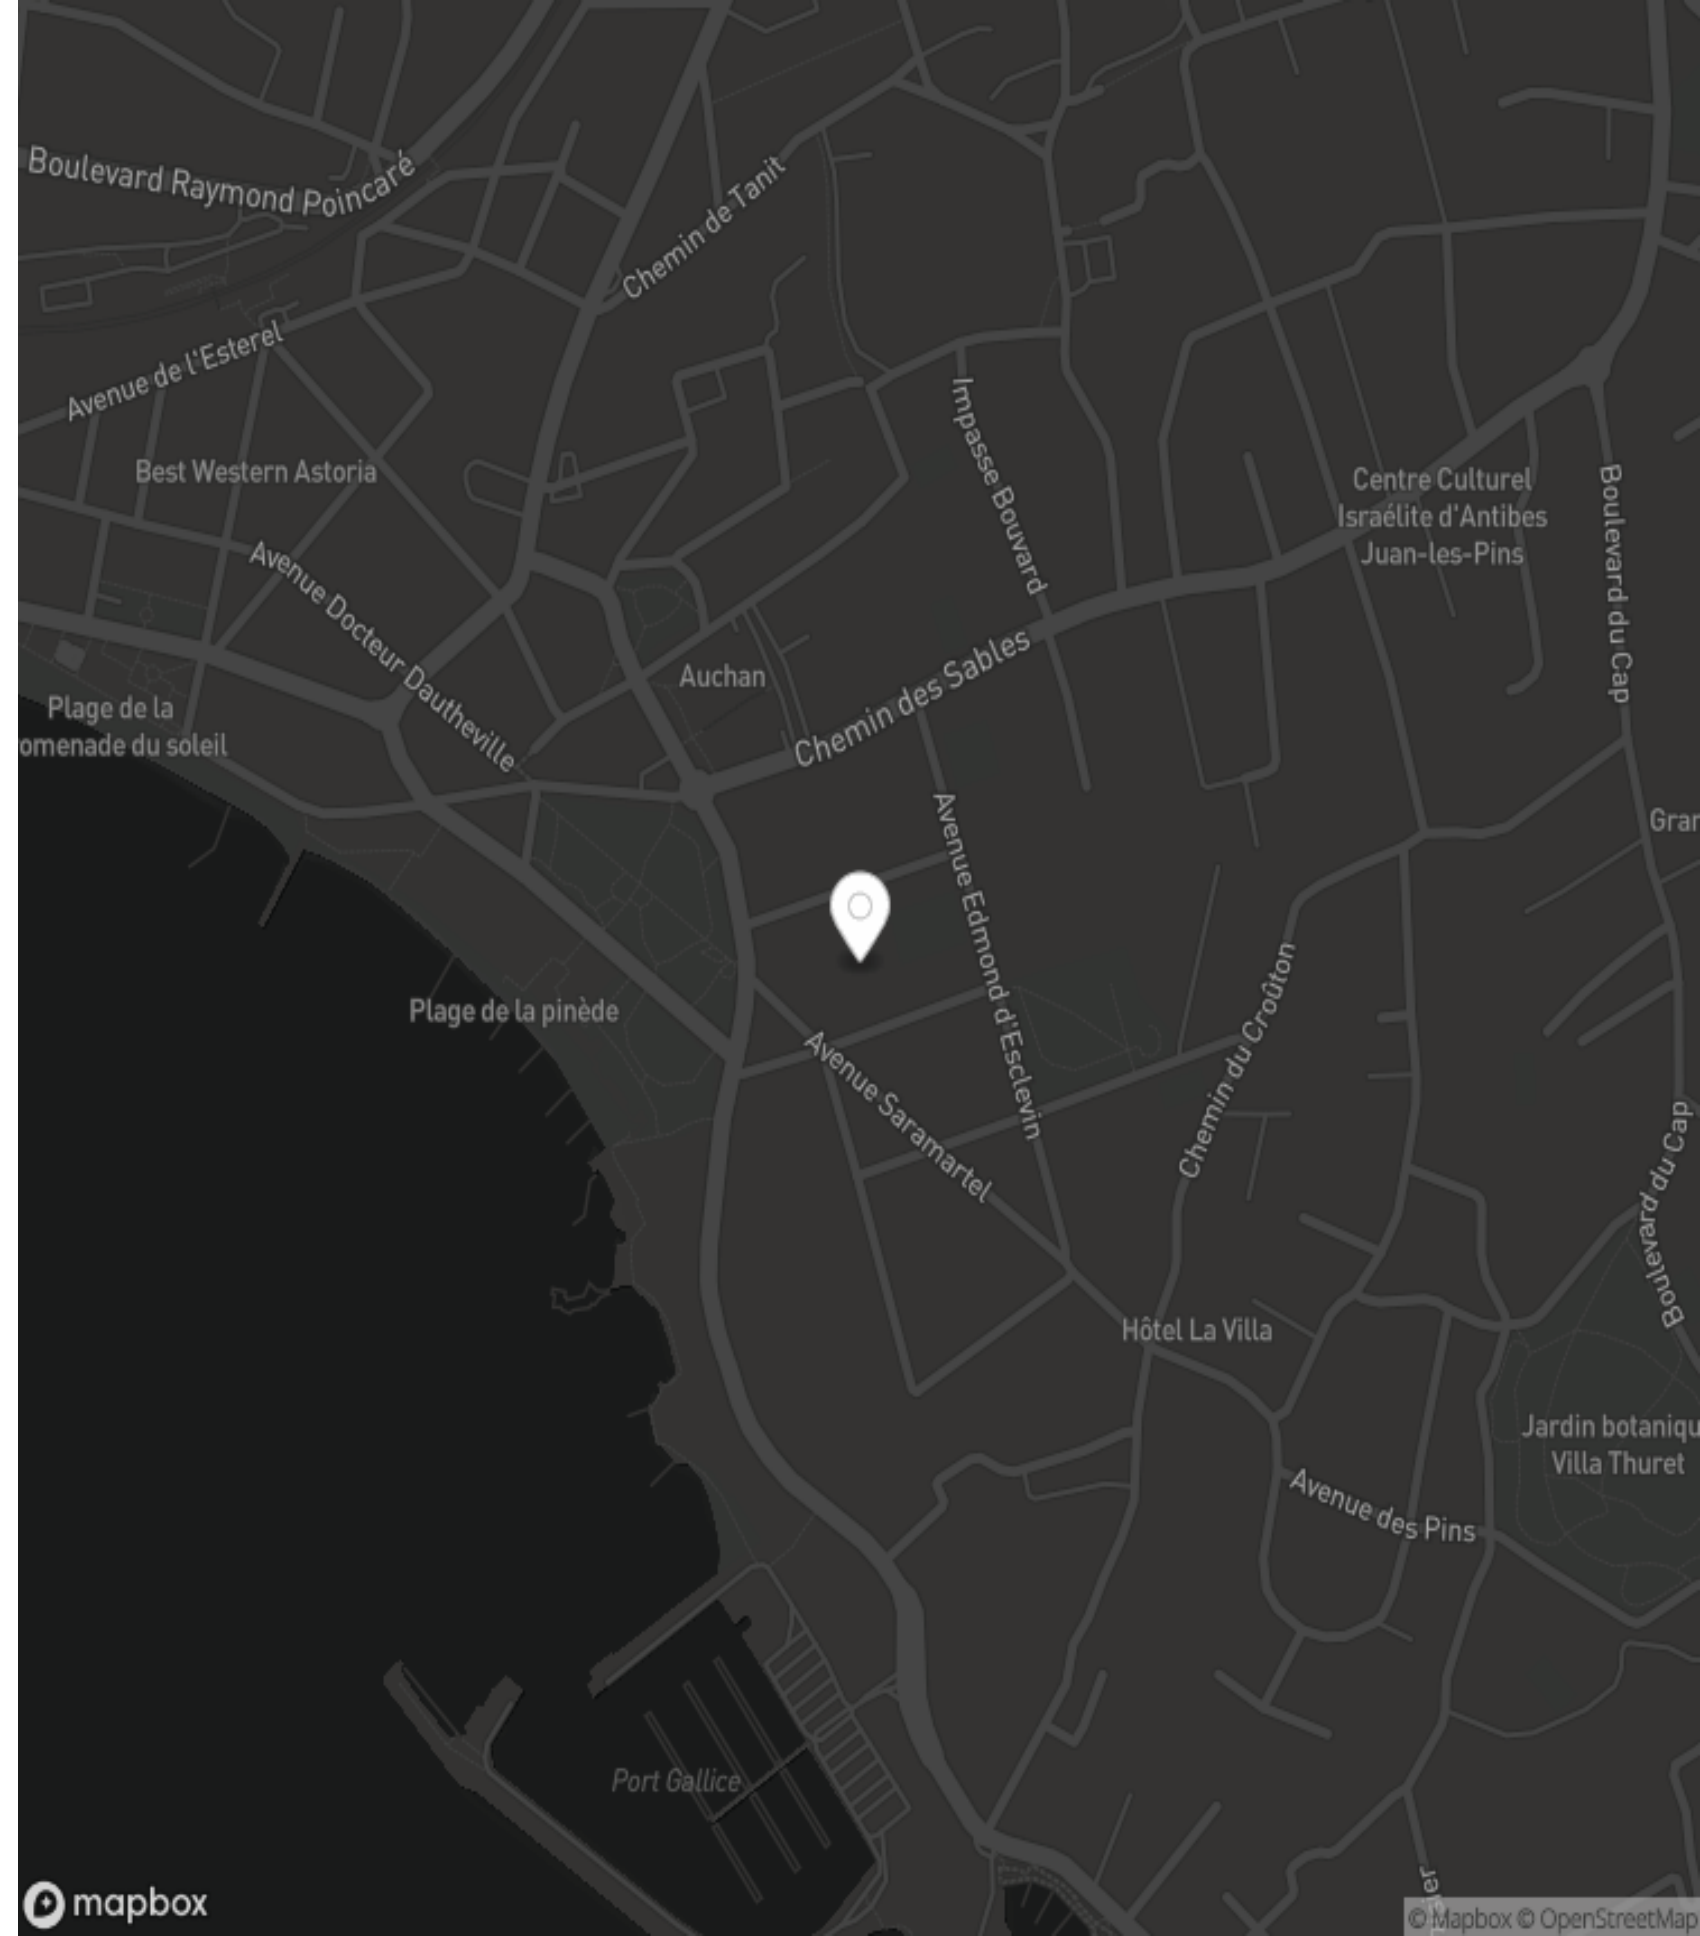 Boulevard Raymond Poincaré
Chemin de Tanit
Avenue de l'Esterel
Impasse Bouvard
Best Western Astoria
Centre Culturel
Israélite d'Antibes
Juan-les-Pins
Boulevard du Cap
Avenue Docteur Dautheville
Auchan
Chemin des Sables
Plage de la
omenade du soleil
Avenue Edmond d'Esclevin
Gran
Chemin du Croûton
Plage de la pinède
Avenue Saramartel
Boulevard du Cap
Hôtel La Villa
Jardin botaniqu
Villa Thuret
Avenue des Pins
Port Gallice
mapbox
© Mapbox © OpenStreetMap